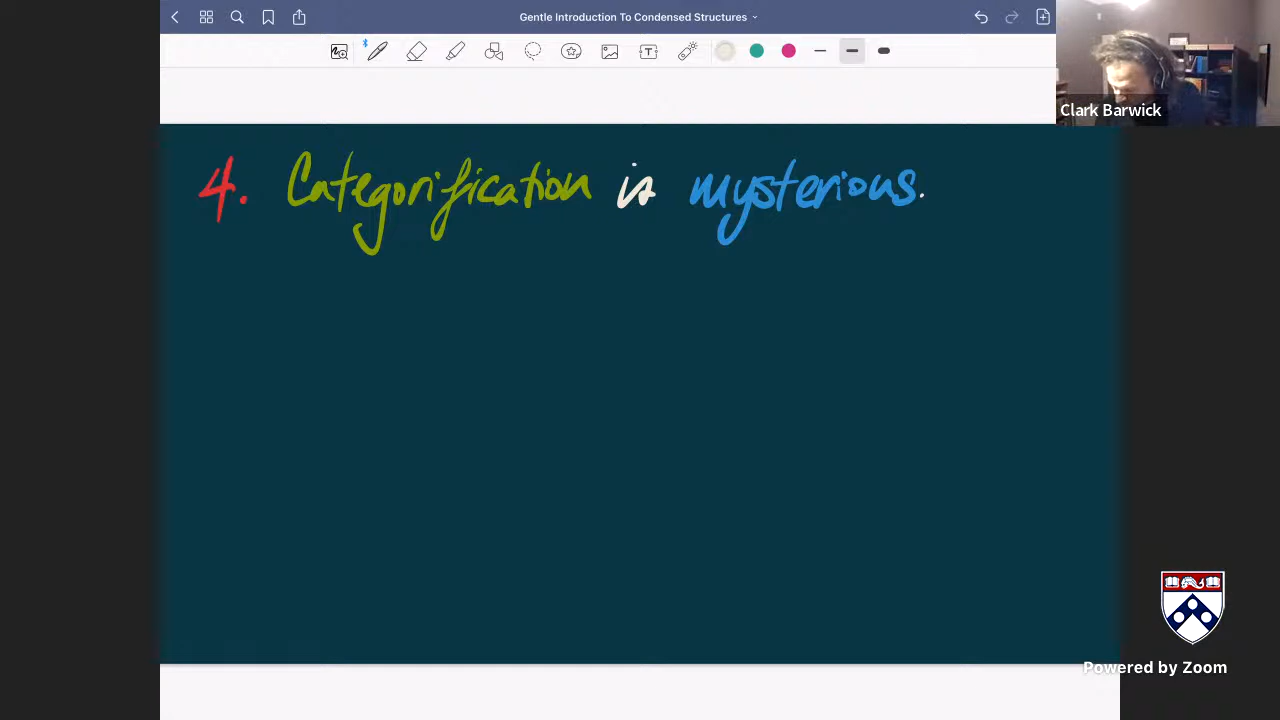 Gentle Introduction To Condensed Structures
Clark Barwick
4. Categorification is mysterious.
Powered by Zoom